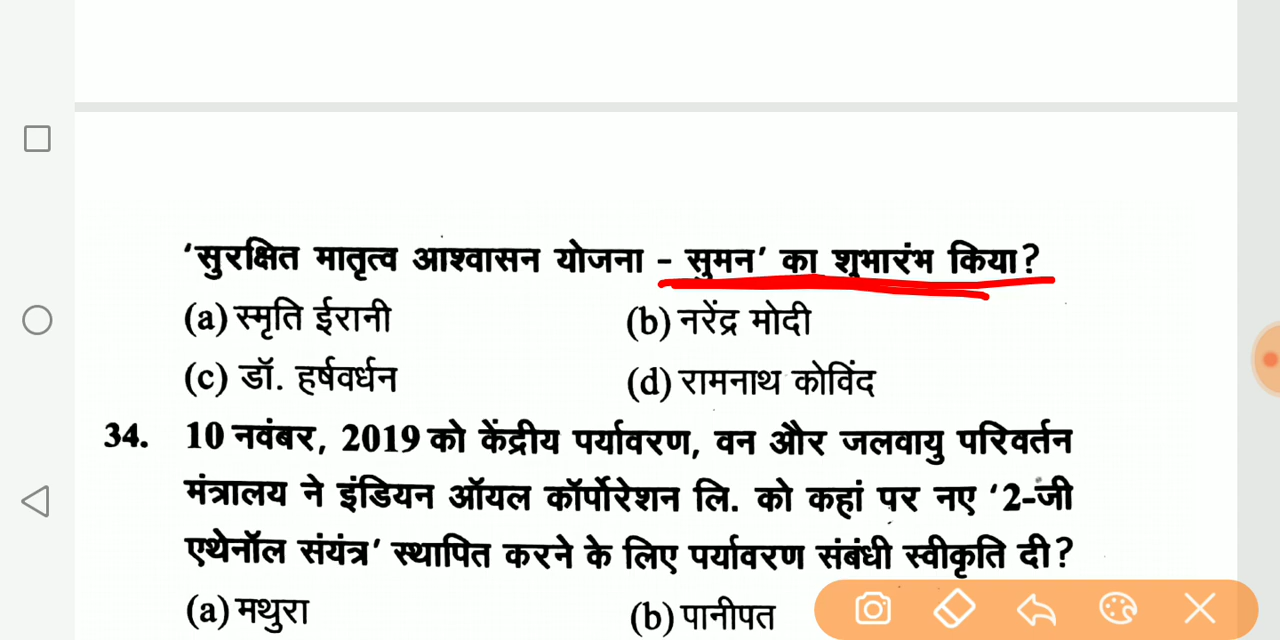 ‘सुरक्षित मातृत्व आश्वासन योजना – सुमन’ का शुभारंभ किया?
(a) स्मृति ईरानी (b) नरेंद्र मोदी
(c) डॉ. हर्षवर्धन (d) रामनाथ कोविंद
34. 10 नवंबर, 2019 को केंद्रीय पर्यावरण, वन और जलवायु परिवर्तन
मंत्रालय ने इंडियन ऑयल कॉर्पोरेशन लि. को कहां पर नए ‘2-जी
एथेनॉल संयंत्र’ स्थापित करने के लिए पर्यावरण संबंधी स्वीकृति दी?
(a) मथुरा (b) पानीपत